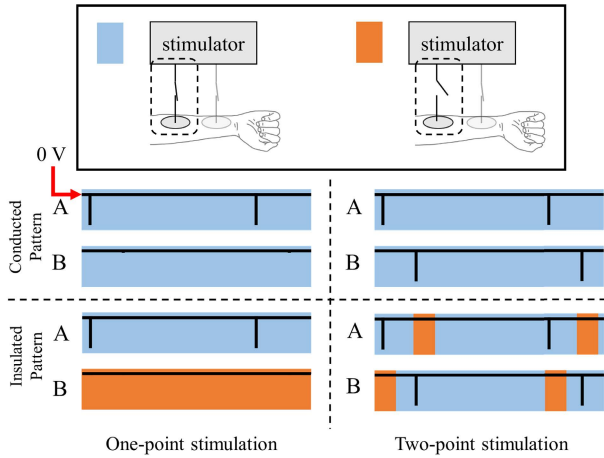 stimulator
stimulator
0 V
Conducted
Pattern
A
B
A
B
Insulated
Pattern
A
B
A
B
One-point stimulation
Two-point stimulation